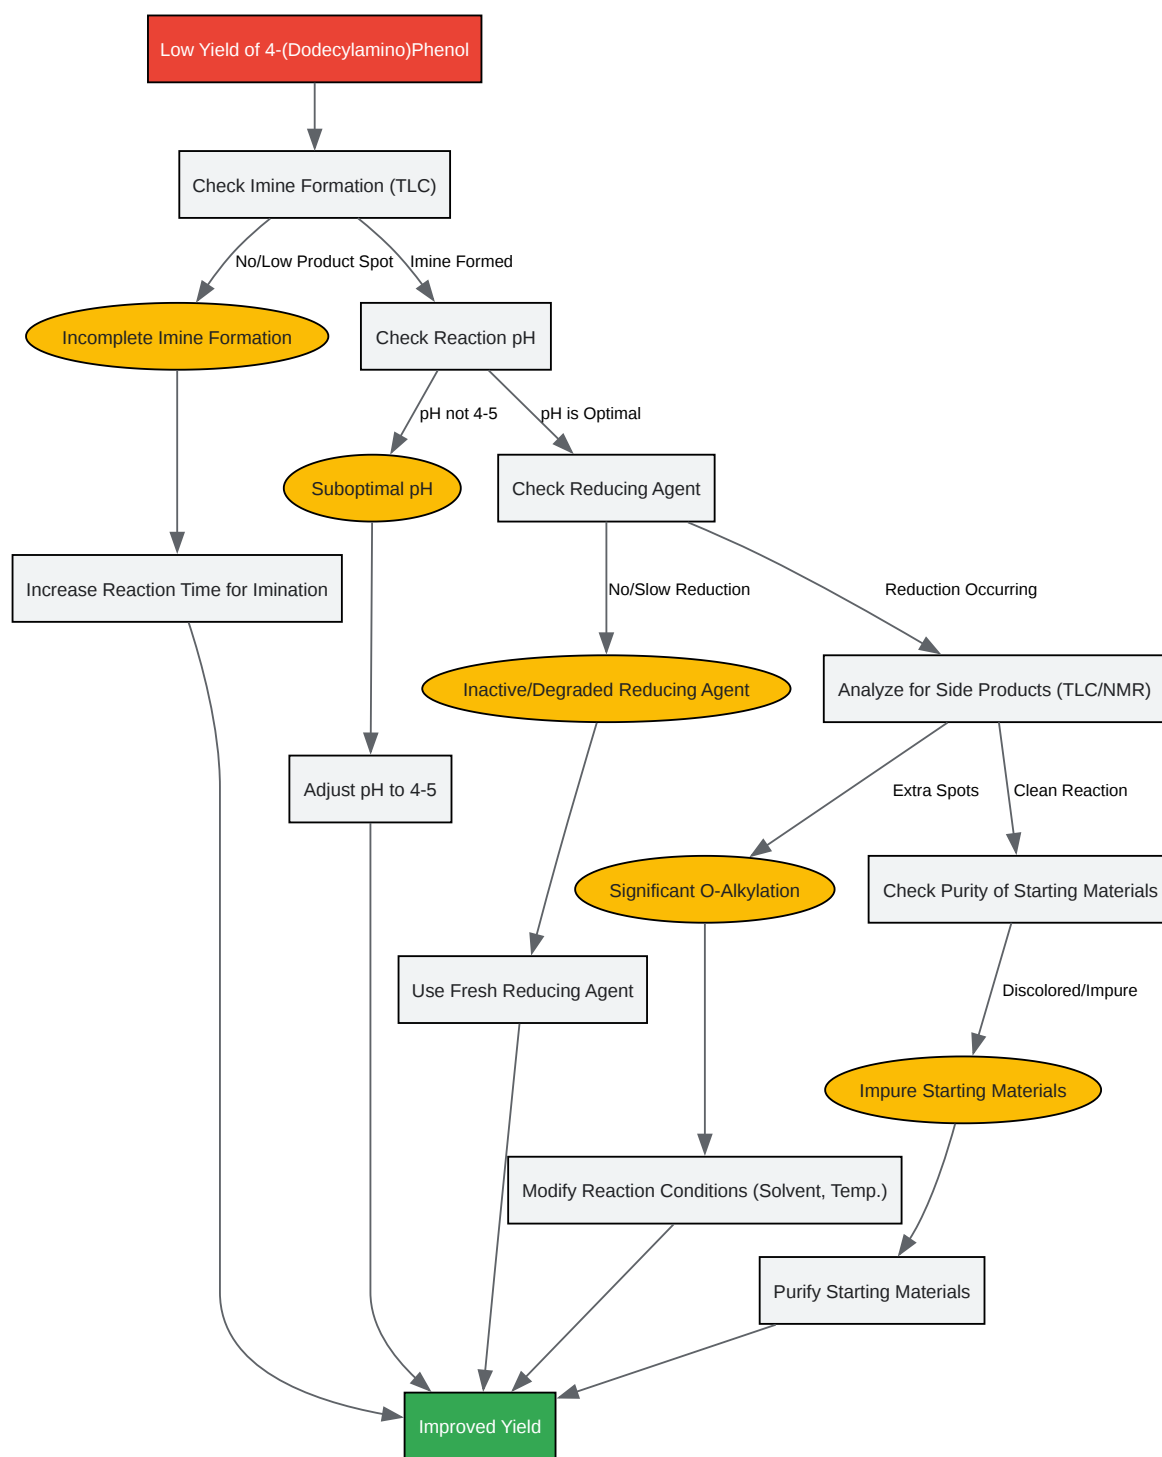 Low Yield of 4-(Dodecylamino)Phenol
Check Imine Formation (TLC)
No/Low Product Spot
Imine Formed
Incomplete Imine Formation
Check Reaction pH
pH not 4-5
pH is Optimal
Suboptimal pH
Check Reducing Agent
Increase Reaction Time for Imination
No/Slow Reduction
Reduction Occurring
Inactive/Degraded Reducing Agent
Analyze for Side Products (TLC/NMR)
Adjust pH to 4-5
Extra Spots
Clean Reaction
Significant O-Alkylation
Check Purity of Starting Materials
Use Fresh Reducing Agent
Discolored/Impure
Impure Starting Materials
Modify Reaction Conditions (Solvent, Temp.)
Purify Starting Materials
Improved Yield